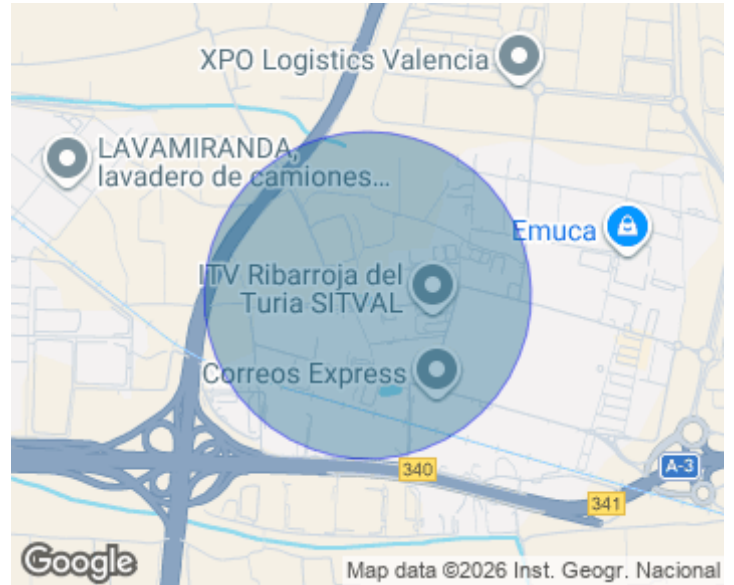 XPO Logistics Valencia
LAVAMIRANDA,
lavadero de camiones...
Emuca
ITV Ribarroja del
Turia SITVAL
Correos Express
340
A-3
341
Google
Map data ©2026 Inst. Geogr. Nacional